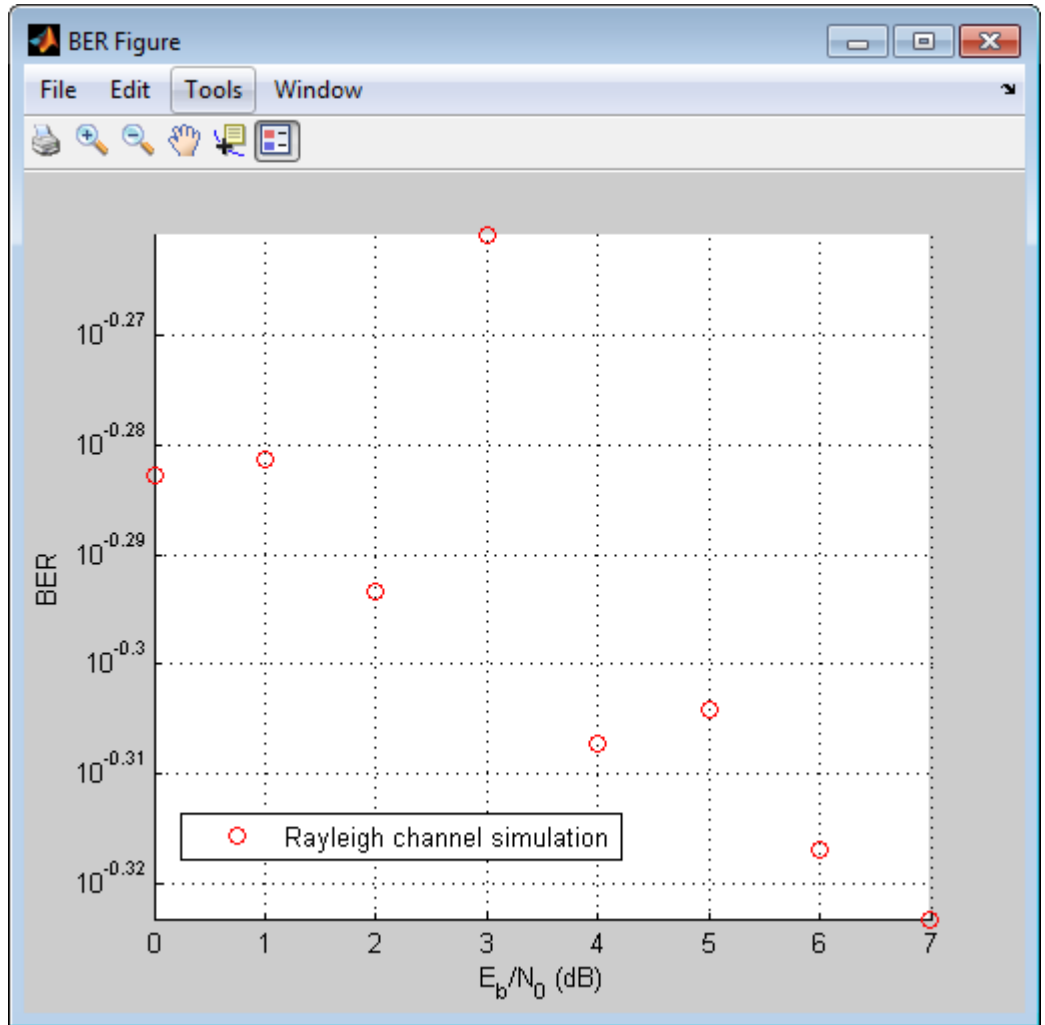 BER Figure
File Edit Tools Window
10^-0.27
10^-0.28
10^-0.29
10^-0.3
10^-0.31
10^-0.32
BER
Rayleigh channel simulation
0 1 2 3 4 5 6 7
E_b/N_0 (dB)